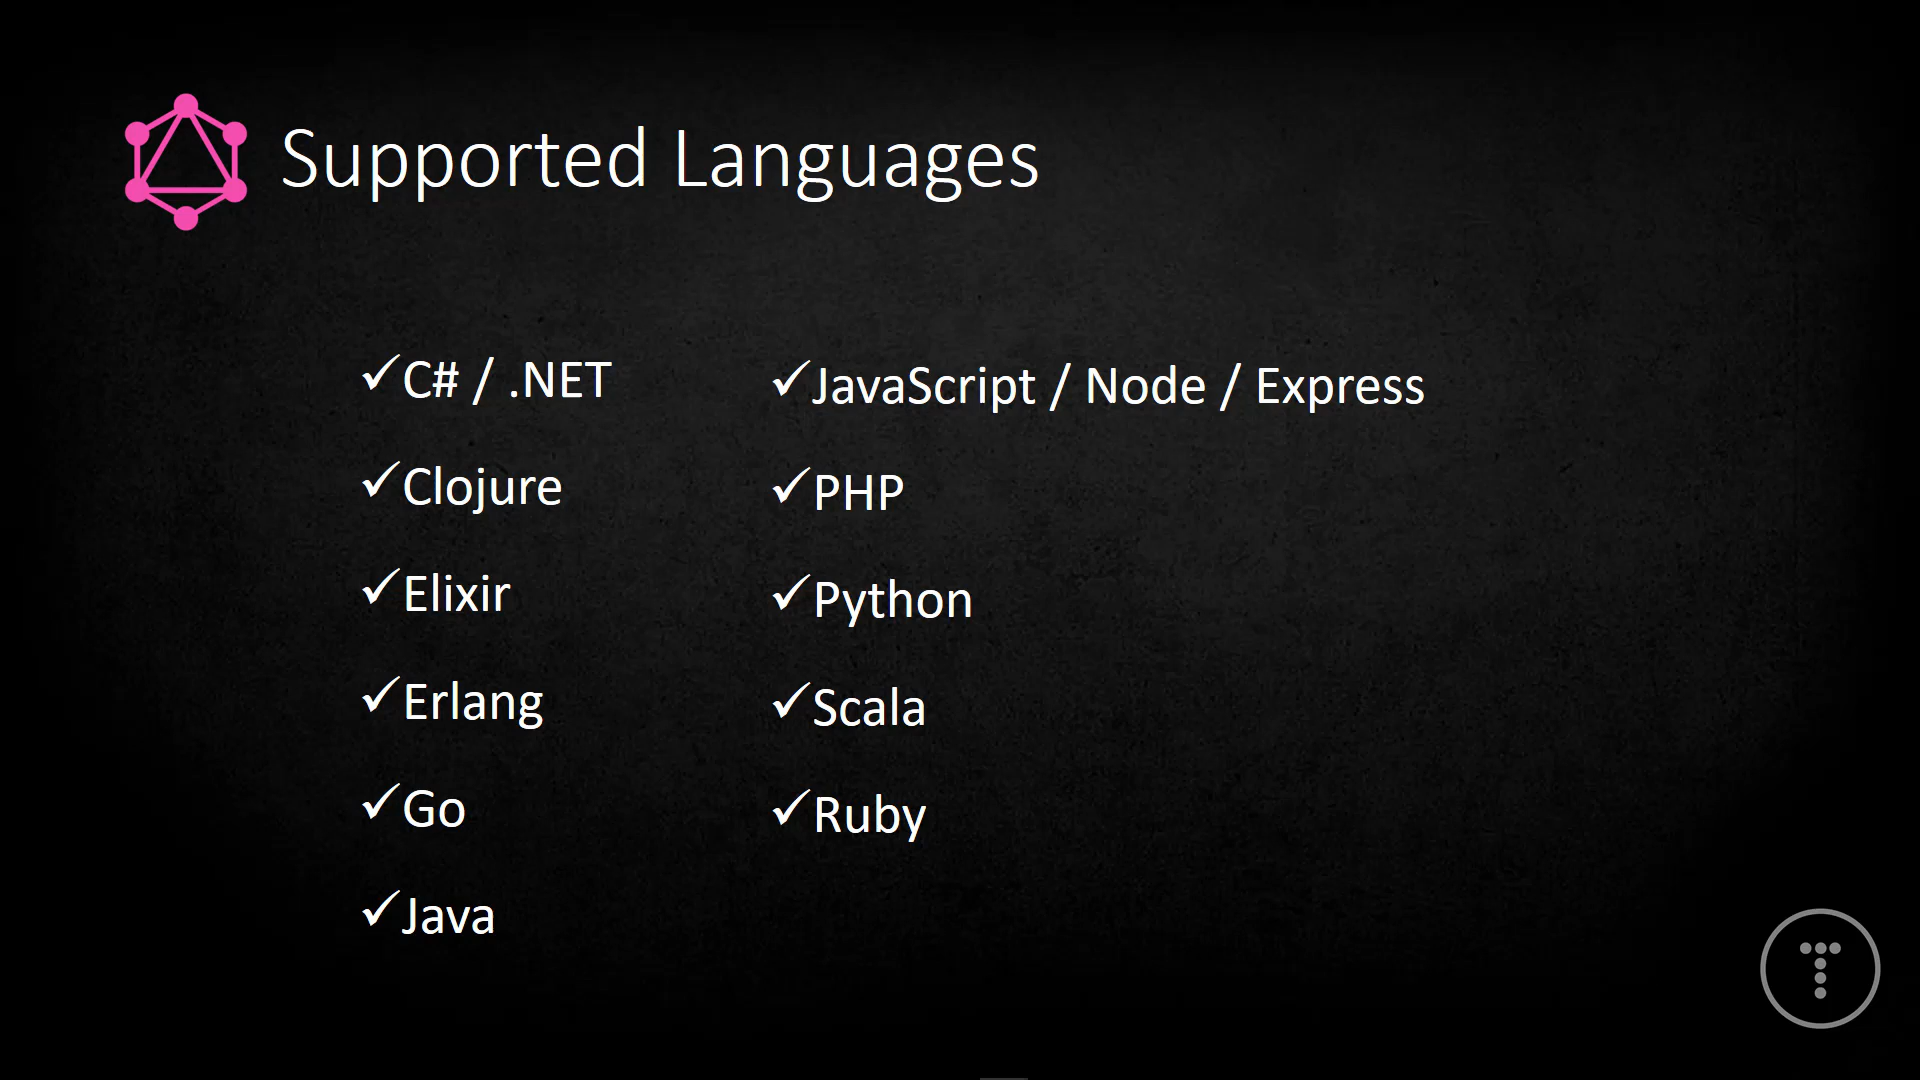 Supported Languages
✓C# / .NET
✓Clojure
✓Elixir
✓Erlang
✓Go
✓Java
✓JavaScript / Node / Express
✓PHP
✓Python
✓Scala
✓Ruby
T